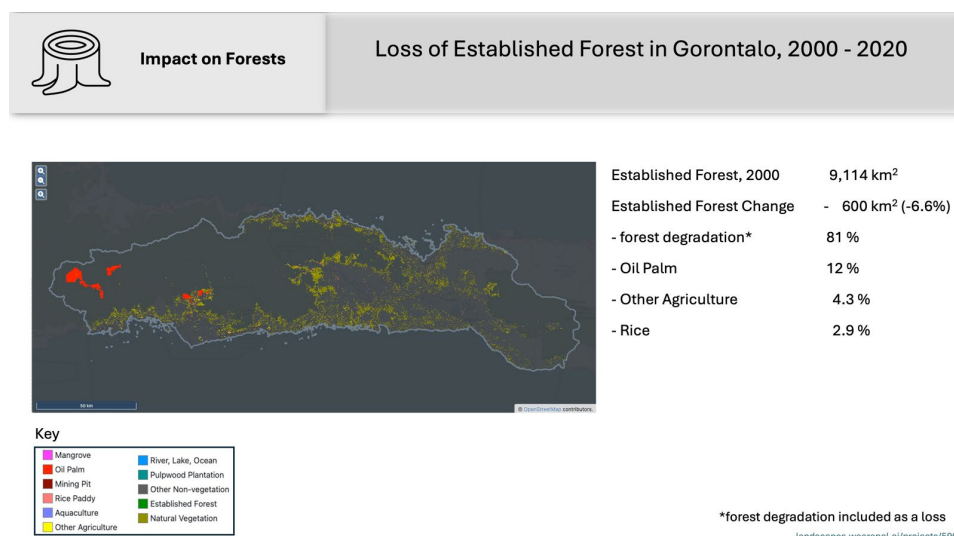 Impact on Forests
Loss of Established Forest in Gorontalo, 2000 - 2020
Established Forest, 2000 9,114 km²
Established Forest Change - 600 km² (-6.6%)
- forest degradation* 81 %
- Oil Palm 12 %
- Other Agriculture 4.3 %
- Rice 2.9 %
50 km
© OpenStreetMap contributors.
Key
Mangrove
Oil Palm
Mining Pit
Rice Paddy
Aquaculture
Other Agriculture
River, Lake, Ocean
Pulpwood Plantation
Other Non-vegetation
Established Forest
Natural Vegetation
*forest degradation included as a loss